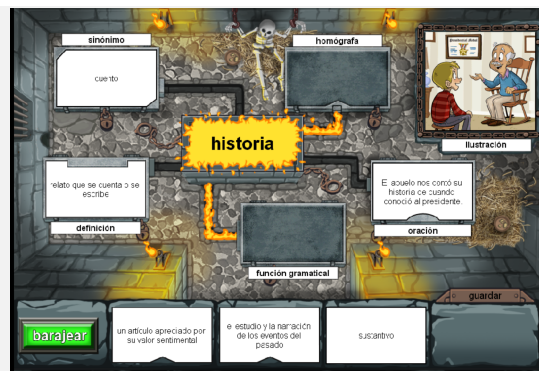 sinónimo
homógrafa
cuento
historia
ilustración
relato que se cuenta o se
escribe
El abuelo nos contó su
historia de cuando
conoció al presidente.
definición
oración
función gramatical
guardar
barajear
un artículo apreciado por
su valor sentimental
el estudio y la narración
de los eventos del
pasado
sustantivo